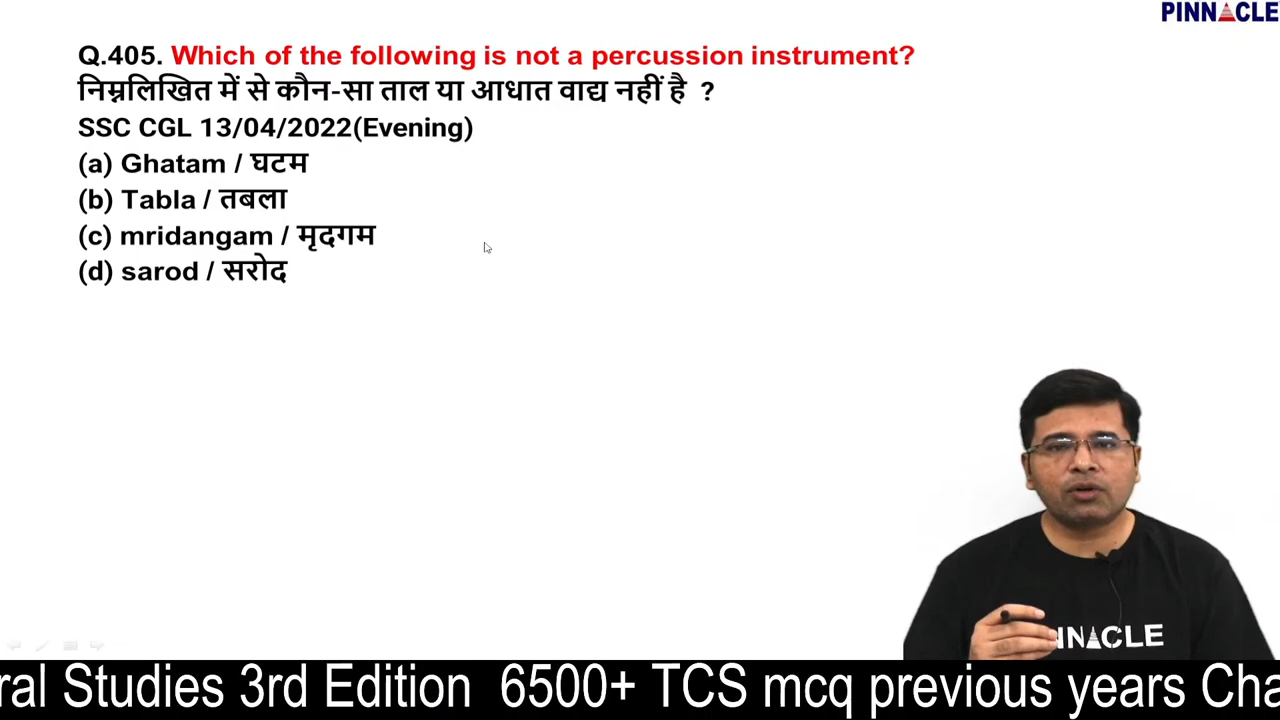 PINNACLE
Q.405. Which of the following is not a percussion instrument?
निम्नलिखित में से कौन-सा ताल या आधात वाद्य नहीं है ?
SSC CGL 13/04/2022(Evening)
(a) Ghatam / घटम
(b) Tabla / तबला
(c) mridangam / मृदगम
(d) sarod / सरोद
PINNACLE
ral Studies 3rd Edition 6500+ TCS mcq previous years Cha